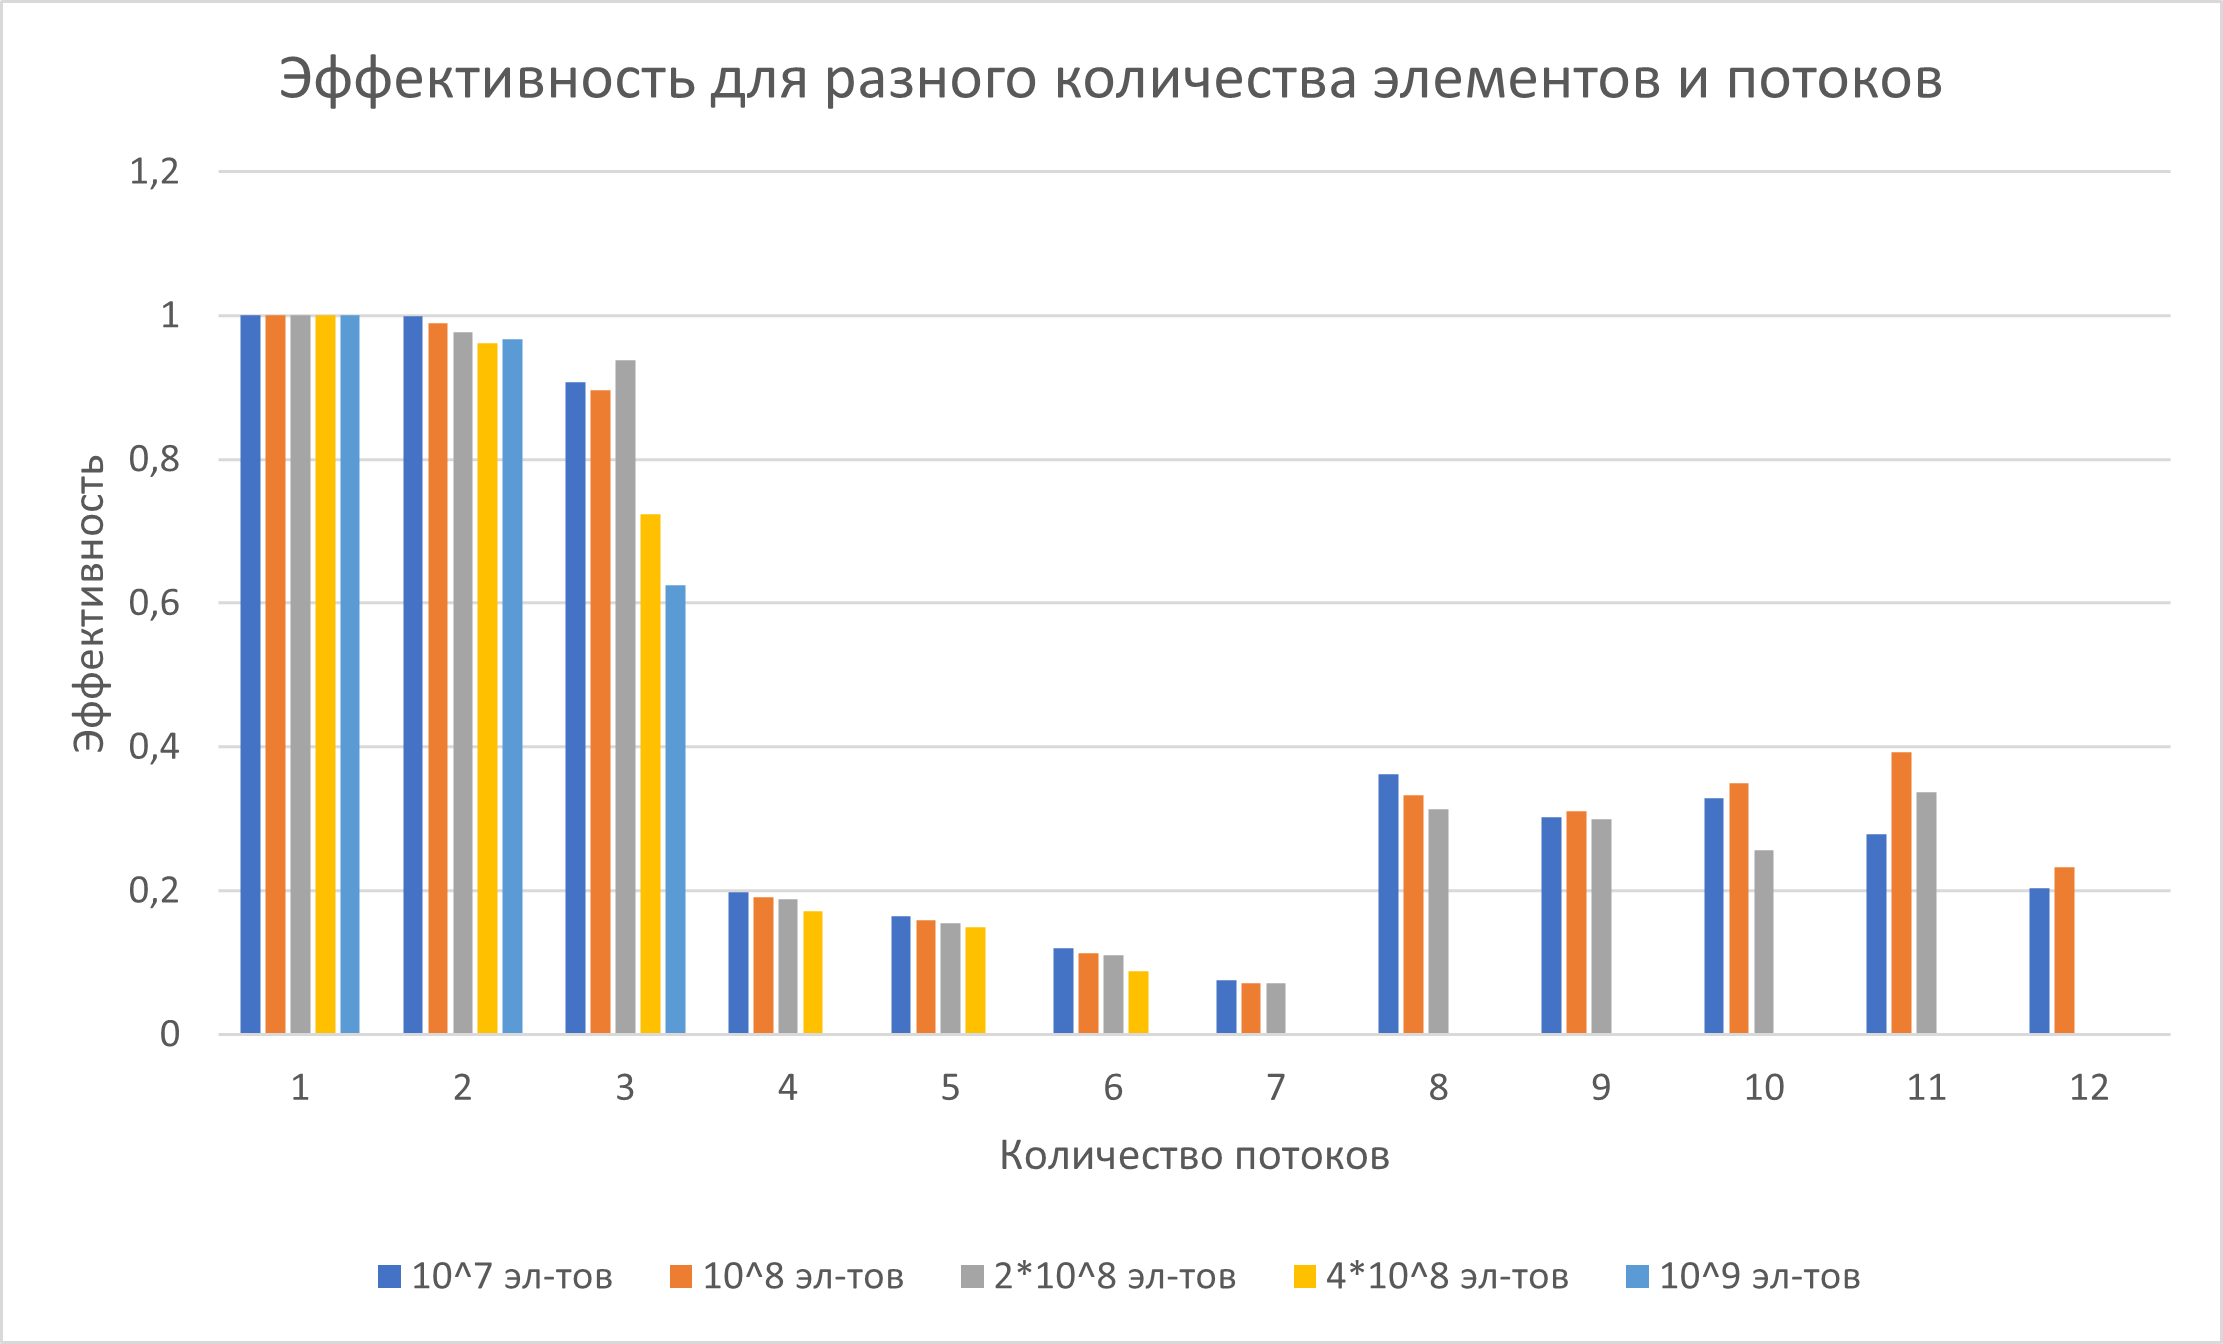 Эффективность для разного количества элементов и потоков
1,2
1
0,8
0,6
0,4
0,2
0
Эффективность
1 2 3 4 5 6 7 8 9 10 11 12
Количество потоков
10^7 эл-тов 10^8 эл-тов 2*10^8 эл-тов 4*10^8 эл-тов 10^9 эл-тов